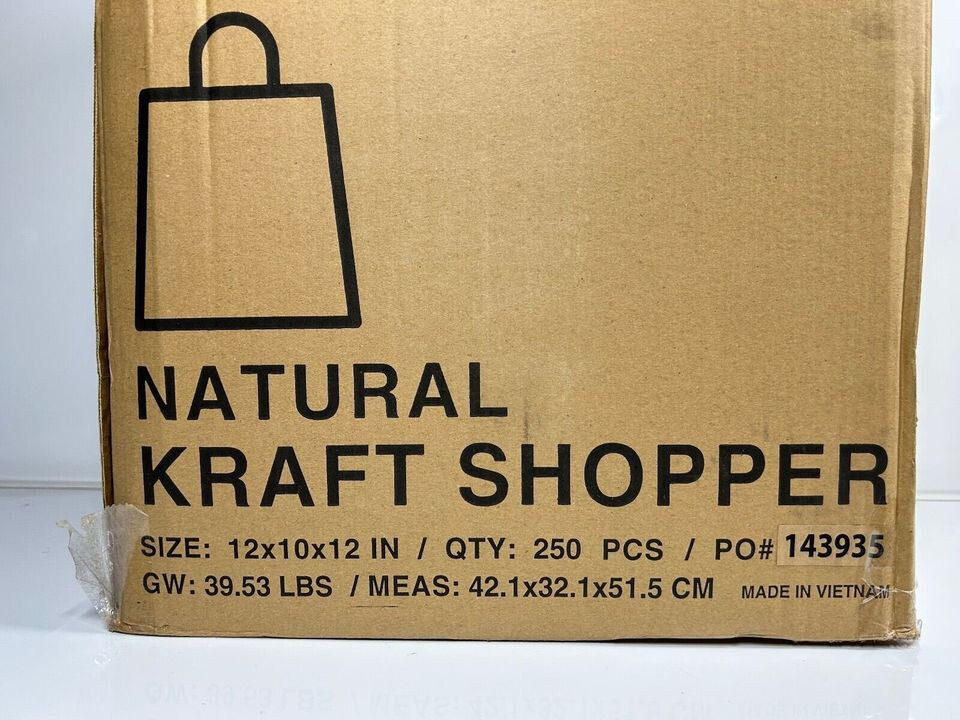 NATURAL
KRAFT SHOPPER
SIZE: 12x10x12 IN / QTY: 250 PCS / PO# 143935
GW: 39.53 LBS / MEAS: 42.1x32.1x51.5 CM MADE IN VIETNAM